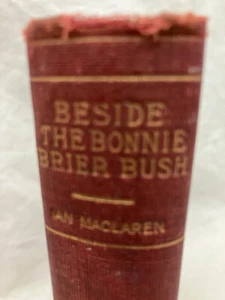 BESIDE
THE BONNIE
BRIER BUSH
IAN MACLAREN